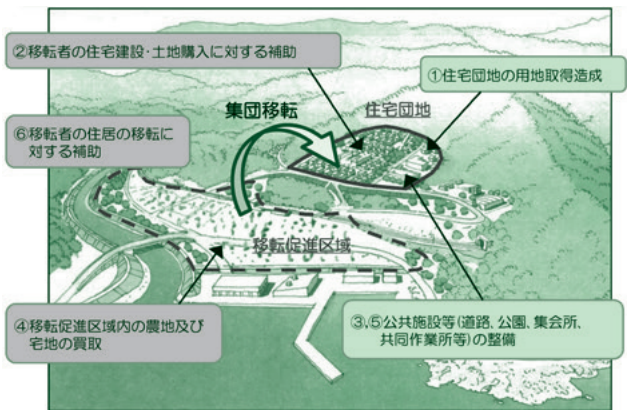 ②移転者の住宅建設・土地購入に対する補助
①住宅団地の用地取得造成
住宅団地
集団移転
⑥移転者の住居の移転に
対する補助
移転促進区域
④移転促進区域内の農地及び
宅地の買取
③,⑤公共施設等(道路、公園、集会所、
共同作業所等)の整備